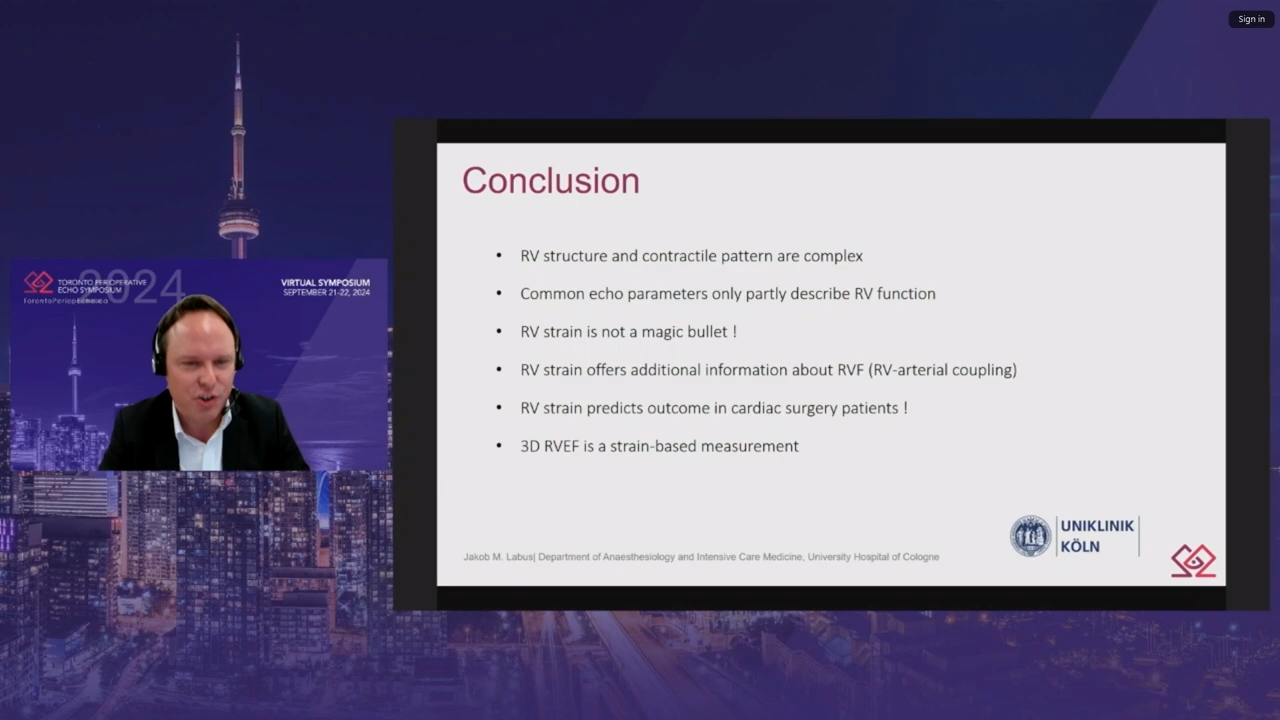 Sign in
2024
TORONTO PERIOPERATIVE
ECHO SYMPOSIUM
VIRTUAL SYMPOSIUM
SEPTEMBER 21-22, 2024
Conclusion
• RV structure and contractile pattern are complex
• Common echo parameters only partly describe RV function
• RV strain is not a magic bullet !
• RV strain offers additional information about RVF (RV-arterial coupling)
• RV strain predicts outcome in cardiac surgery patients !
• 3D RVEF is a strain-based measurement
Jakob M. Labus| Department of Anaesthesiology and Intensive Care Medicine, University Hospital of Cologne
UNIKLINIK
KÖLN